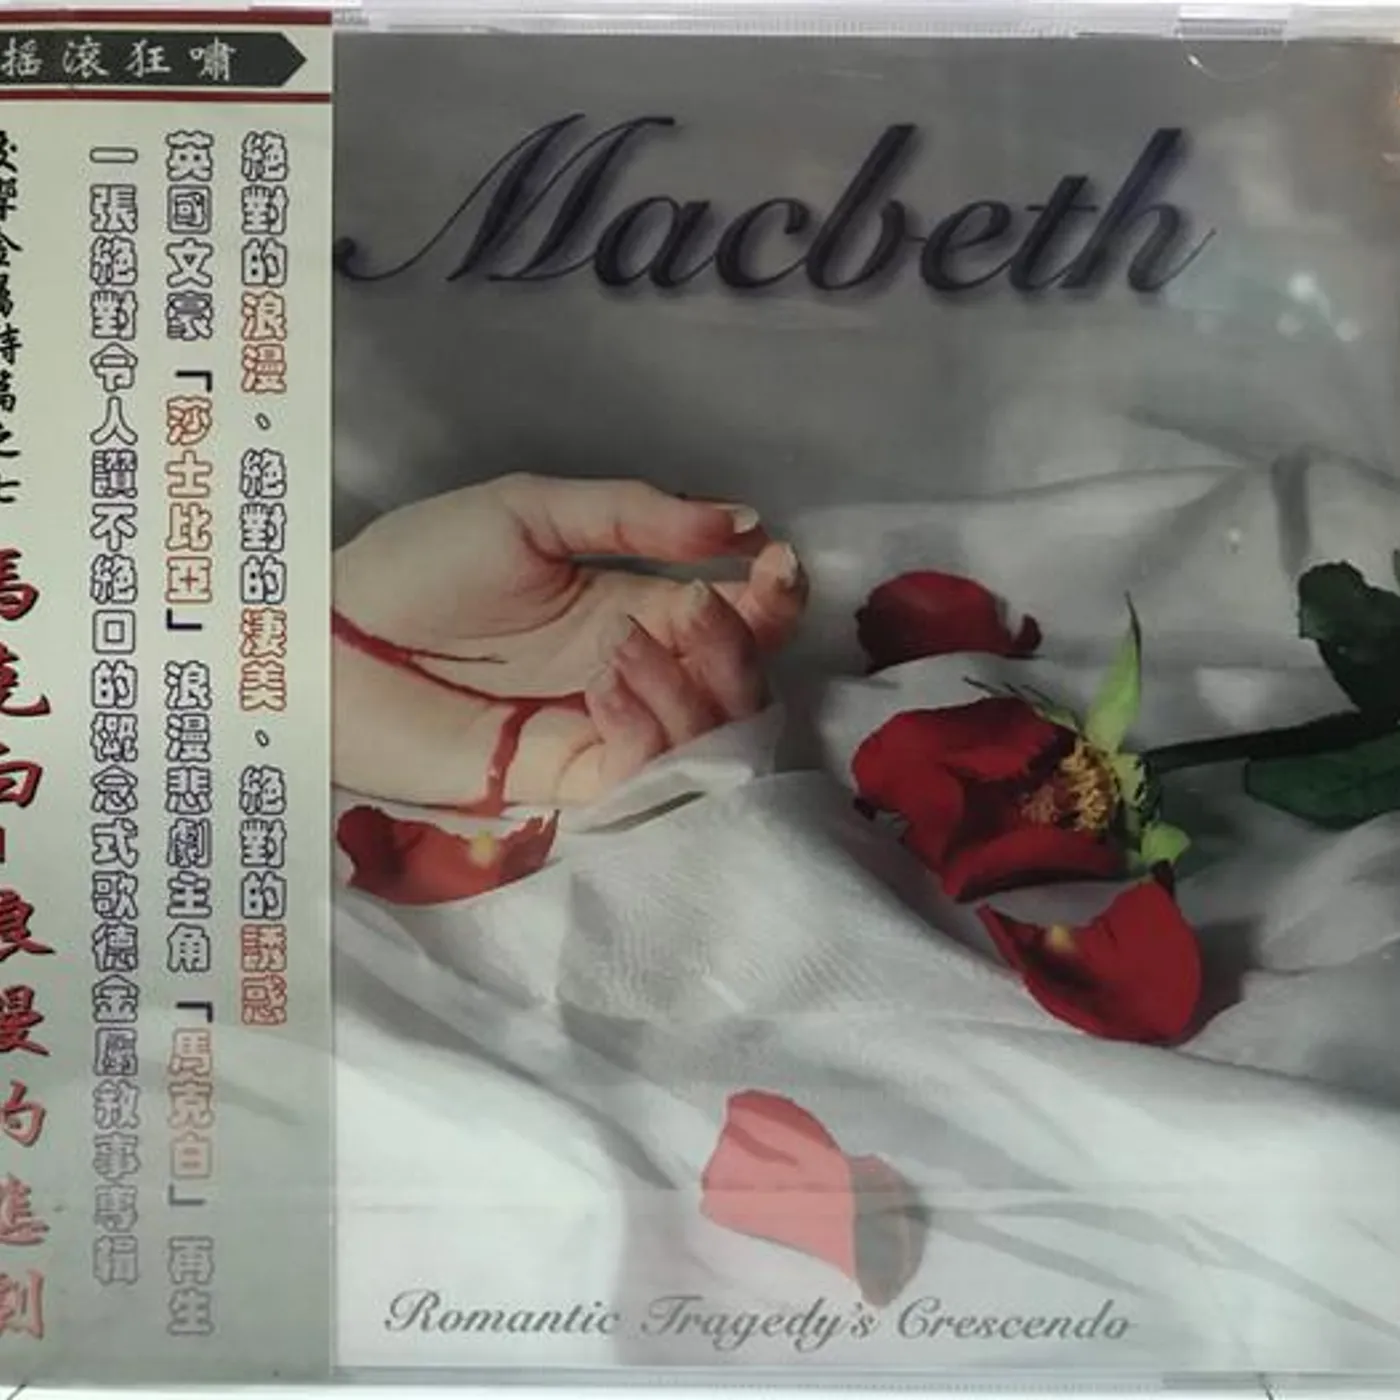 搖滾狂嘯
Macbeth
絕對的浪漫、絕對的淒美、絕對的誘惑
英國文豪「莎士比亞」浪漫悲劇主角「馬克白」再生
一張絕對令人讚不絕口的概念式歌德金屬敘事專輯
Romantic Tragedy's Crescendo